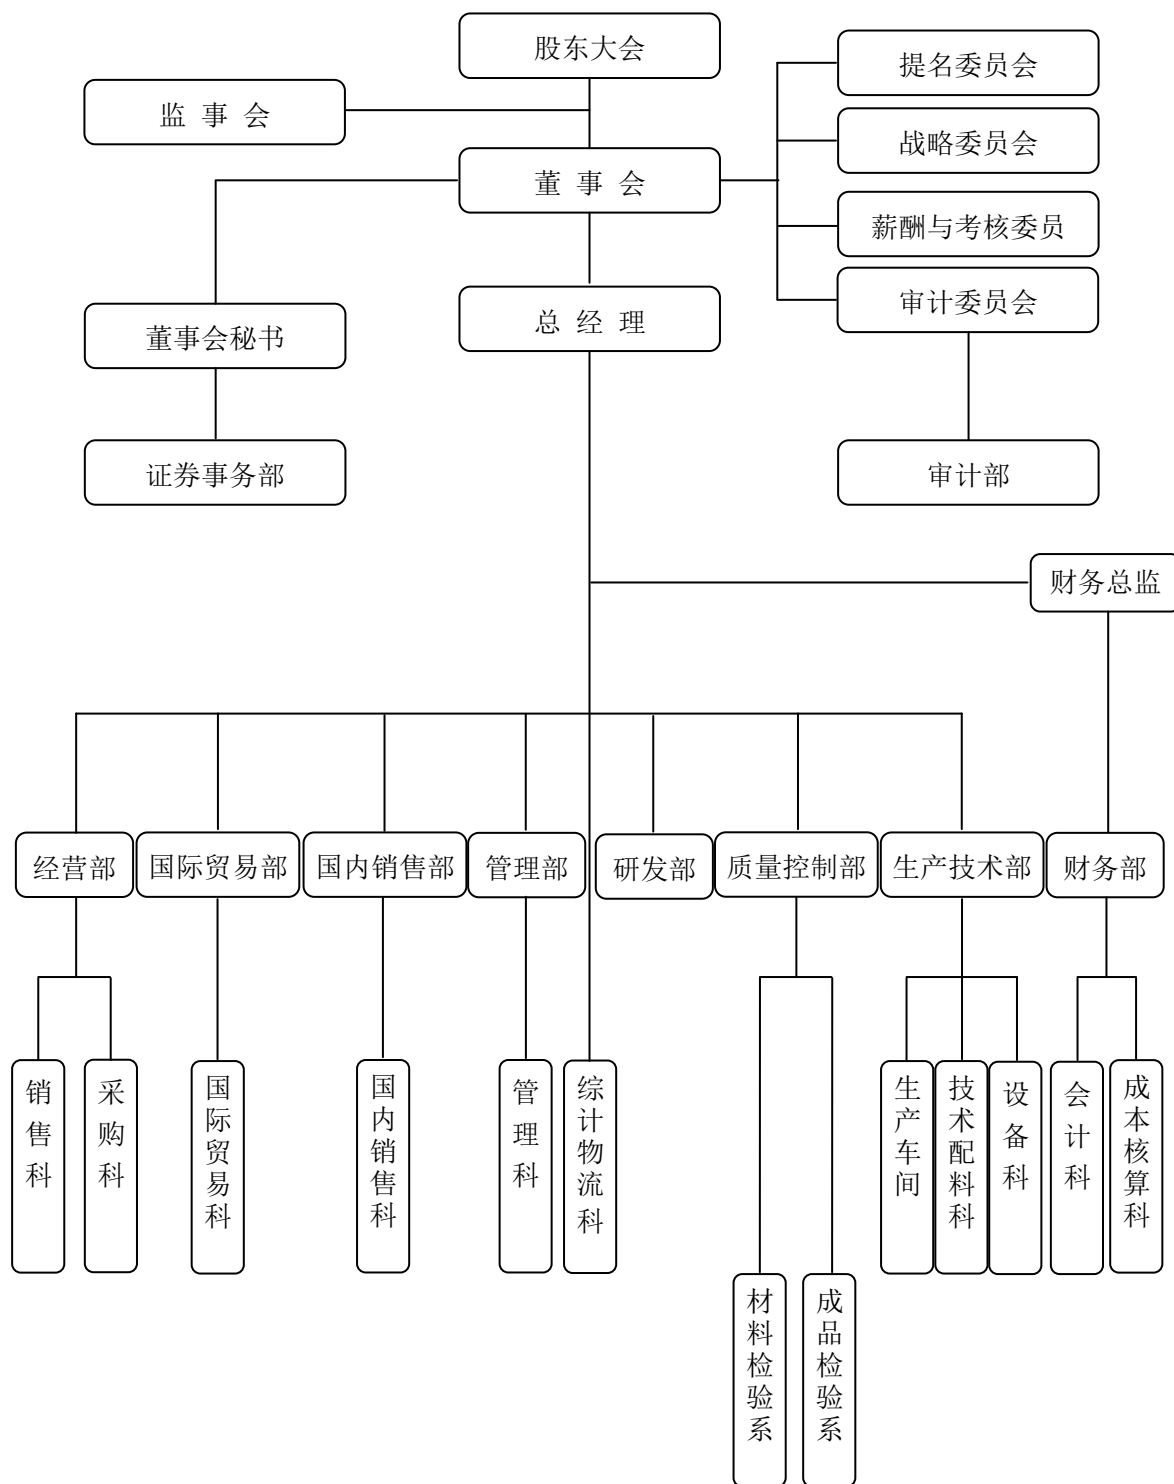 股东大会
提名委员会
监 事 会
战略委员会
董 事 会
薪酬与考核委员
审计委员会
总 经 理
董事会秘书
证券事务部
审计部
财务总监
经营部
国际贸易部
国内销售部
管理部
研发部
质量控制部
生产技术部
财务部
销售科
采购科
国际贸易科
国内销售科
管理科
综计物流科
生产车间
技术配料科
设备科
会计科
成本核算科
材料检验系
成品检验系